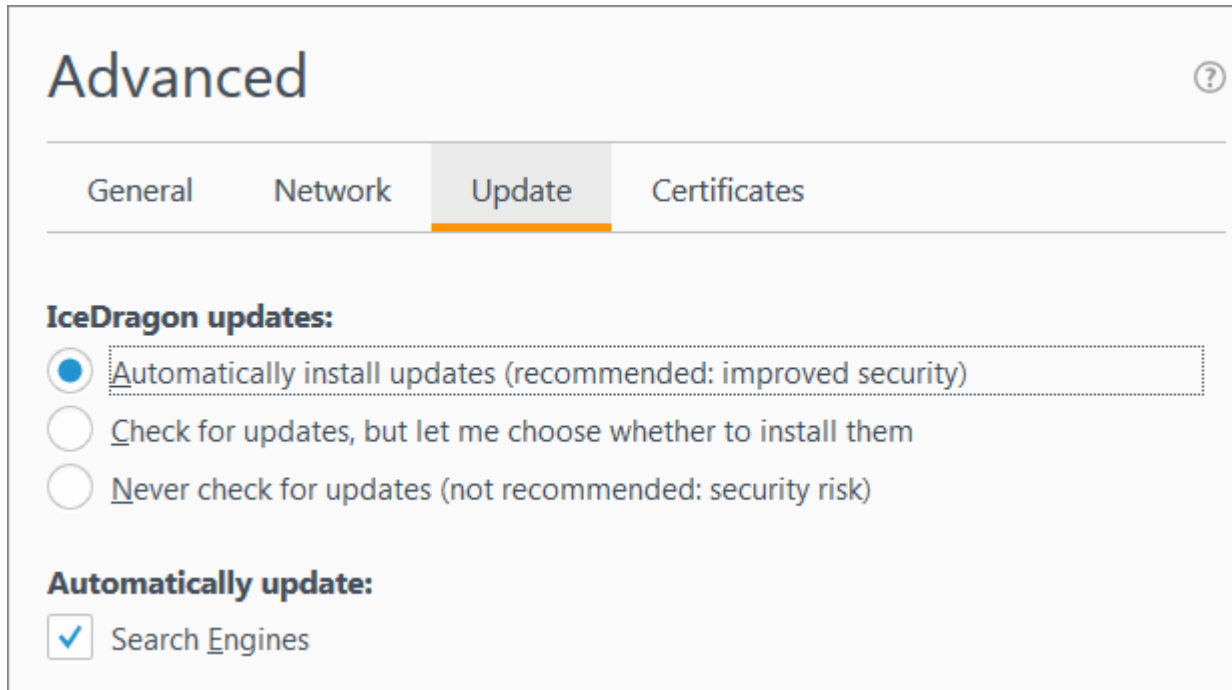 Advanced
?
General Network Update Certificates
IceDragon updates:
Automatically install updates (recommended: improved security)
Check for updates, but let me choose whether to install them
Never check for updates (not recommended: security risk)
Automatically update:
Search Engines